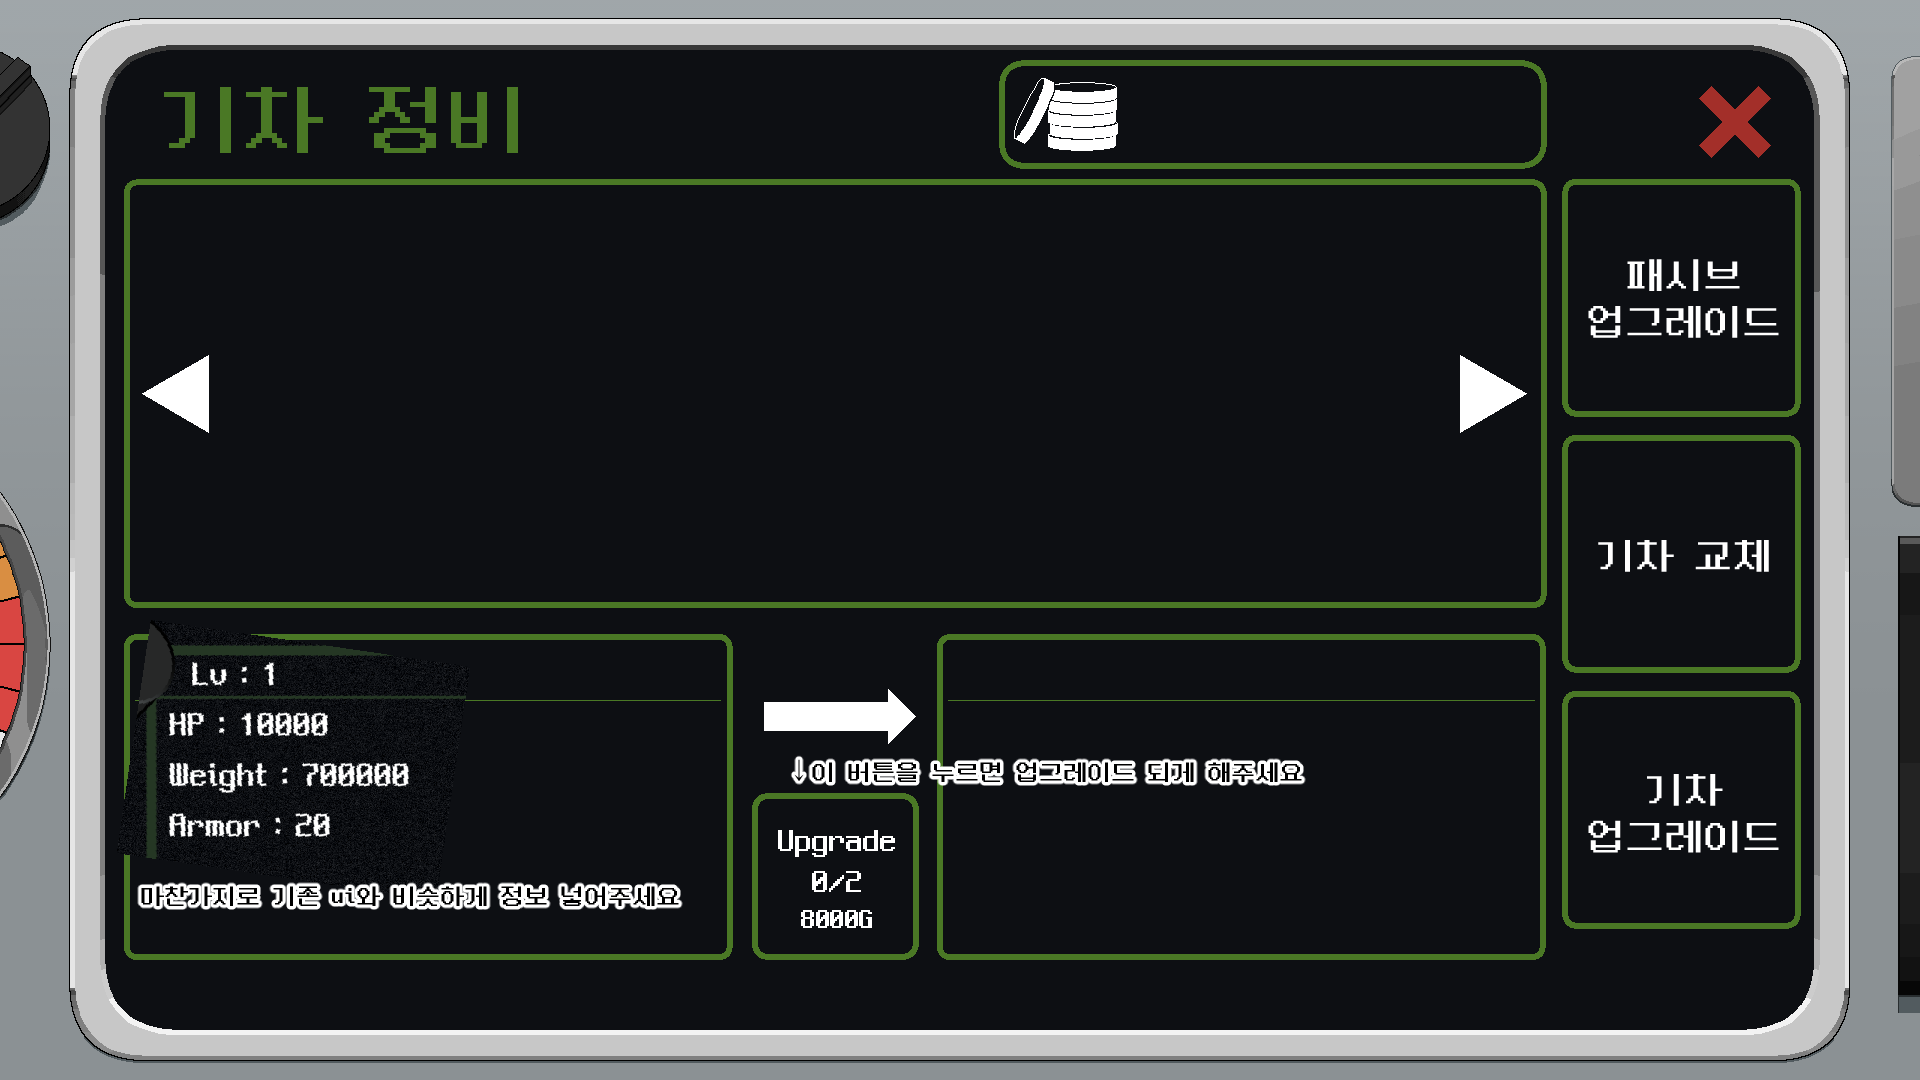 기차 정비
패시브
업그레이드
기차 교체
기차
업그레이드
Lv : 1
HP : 10000
Weight : 700000
Armor : 20
마찬가지로 기존 ui와 비슷하게 정보 넣어주세요
↓이 버튼을 누르면 업그레이드 되게 해주세요
Upgrade
0/2
8000G